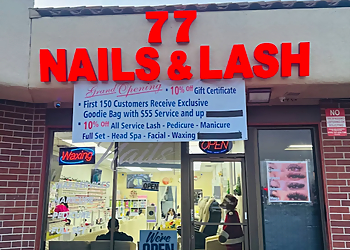 77
NAILS & LASH
Grand Opening • 10% off Gift Certificate
• First 150 Customers Receive Exclusive
Goodie Bag with $55 Service and up
• 10% Off All Service Lash - Pedicure - Manicure
Full Set - Head Spa - Facial - Waxing
Waxing
OPEN
NO
WE'RE
OPEN